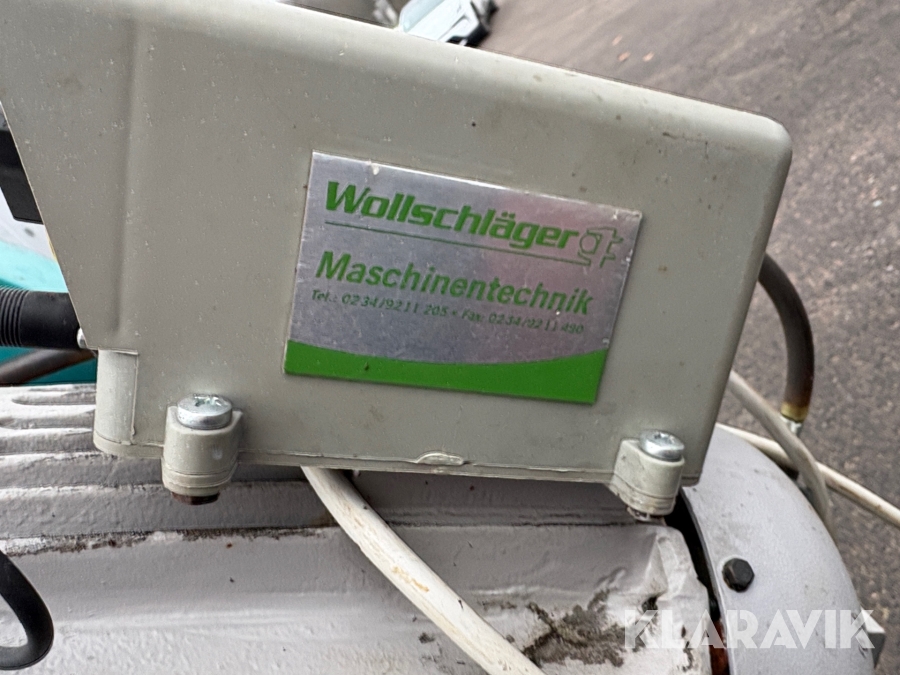 Wollschläger
Maschinentechnik
Tel.: 0234/9211 205 • Fax: 0234/9211 490
KLARAVIK